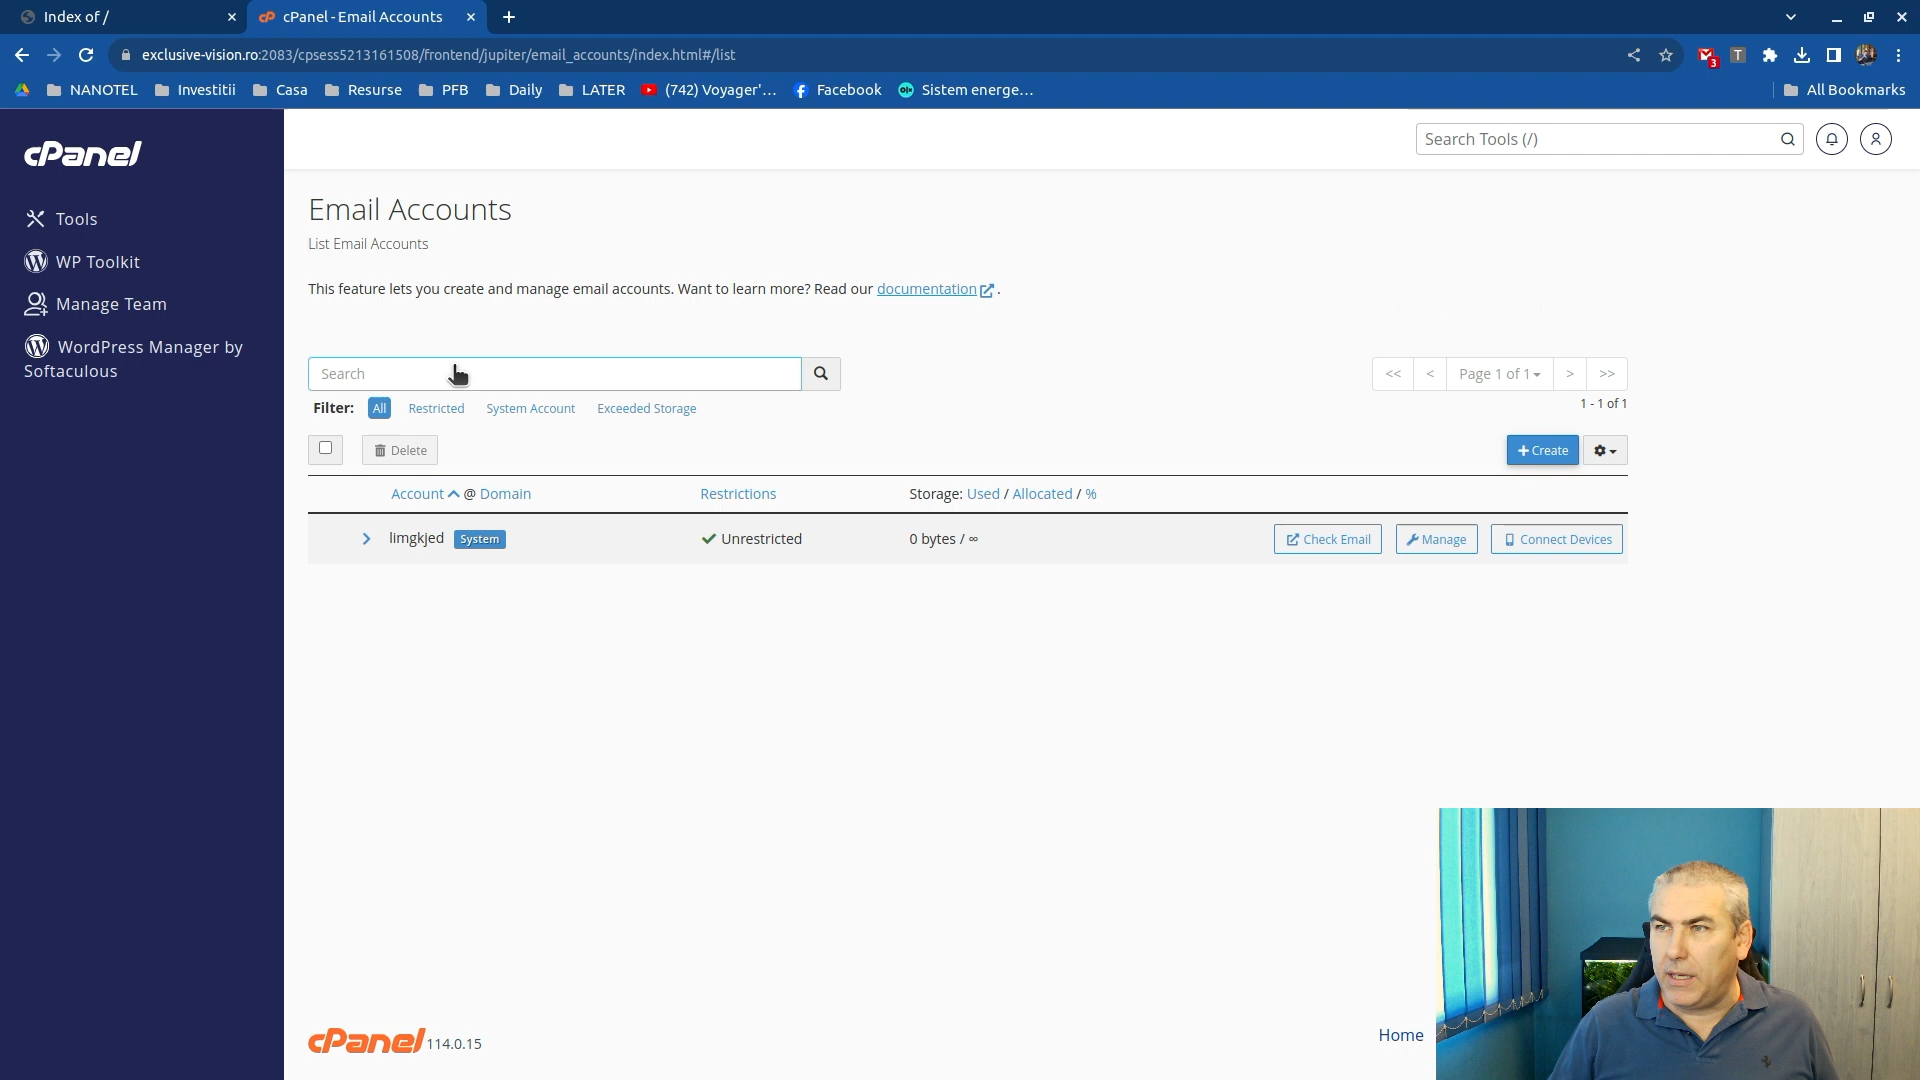 Index of /
cPanel - Email Accounts
exclusive-vision.ro:2083/cpsess5213161508/frontend/jupiter/email_accounts/index.html#/list
3
T
NANOTEL
Investitii
Casa
Resurse
PFB
Daily
LATER
(742) Voyager'...
Facebook
olx
Sistem energe...
All Bookmarks
cPanel
Search Tools (/)
Tools
WP Toolkit
Manage Team
WordPress Manager by
Softaculous
Email Accounts
List Email Accounts
This feature lets you create and manage email accounts. Want to learn more? Read our documentation .
Search
<< < Page 1 of 1 > >>
Filter: All Restricted System Account Exceeded Storage
1 - 1 of 1
Delete
+ Create
Account @ Domain
Restrictions
Storage: Used / Allocated / %
limgkjed System
Unrestricted
0 bytes / ∞
Check Email
Manage
Connect Devices
cPanel 114.0.15
Home